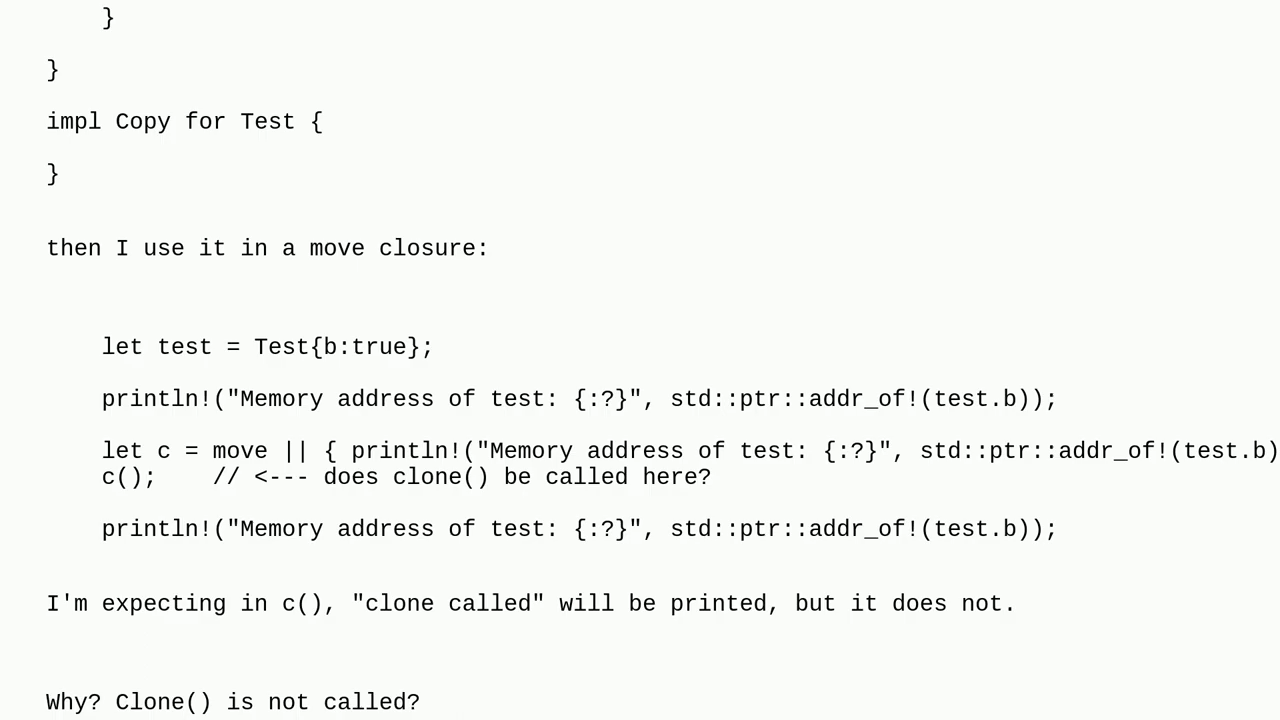 }
}
impl Copy for Test {
}
then I use it in a move closure:
let test = Test{b:true};
println!("Memory address of test: {:?}", std::ptr::addr_of!(test.b));
let c = move || { println!("Memory address of test: {:?}", std::ptr::addr_of!(test.b)
c();    // <--- does clone() be called here?
println!("Memory address of test: {:?}", std::ptr::addr_of!(test.b));
I'm expecting in c(), "clone called" will be printed, but it does not.
Why? Clone() is not called?